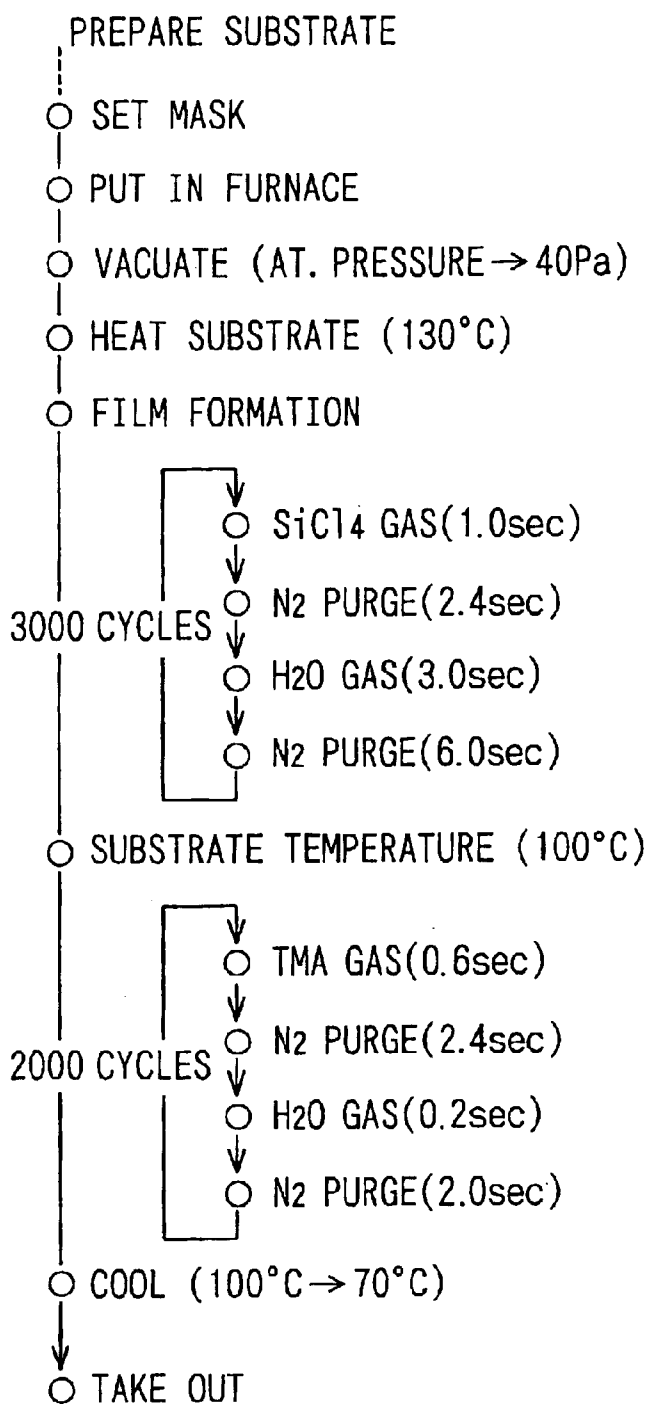 PREPARE SUBSTRATE
SET MASK
PUT IN FURNACE
VACUATE (AT. PRESSURE→40Pa)
HEAT SUBSTRATE (130°C)
FILM FORMATION
SiCl4 GAS(1.0sec)
N2 PURGE(2.4sec)
3000 CYCLES
H2O GAS(3.0sec)
N2 PURGE(6.0sec)
SUBSTRATE TEMPERATURE (100°C)
TMA GAS(0.6sec)
N2 PURGE(2.4sec)
2000 CYCLES
H2O GAS(0.2sec)
N2 PURGE(2.0sec)
COOL (100°C→70°C)
TAKE OUT